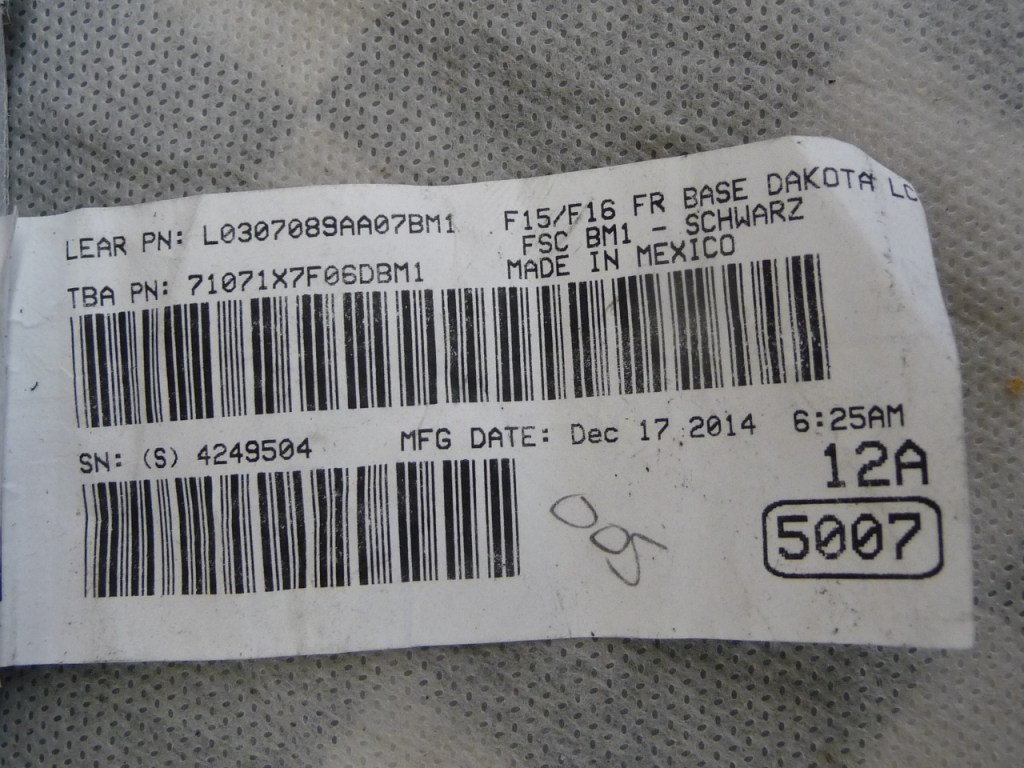 LEAR PN: L0307089AA07BM1
F15/F16 FR BASE DAKOTA LC
FSC BM1 - SCHWARZ
MADE IN MEXICO
TBA PN: 71071X7F06DBM1
SN: (S) 4249504
MFG DATE: Dec 17,2014 6:25AM
12A
5007